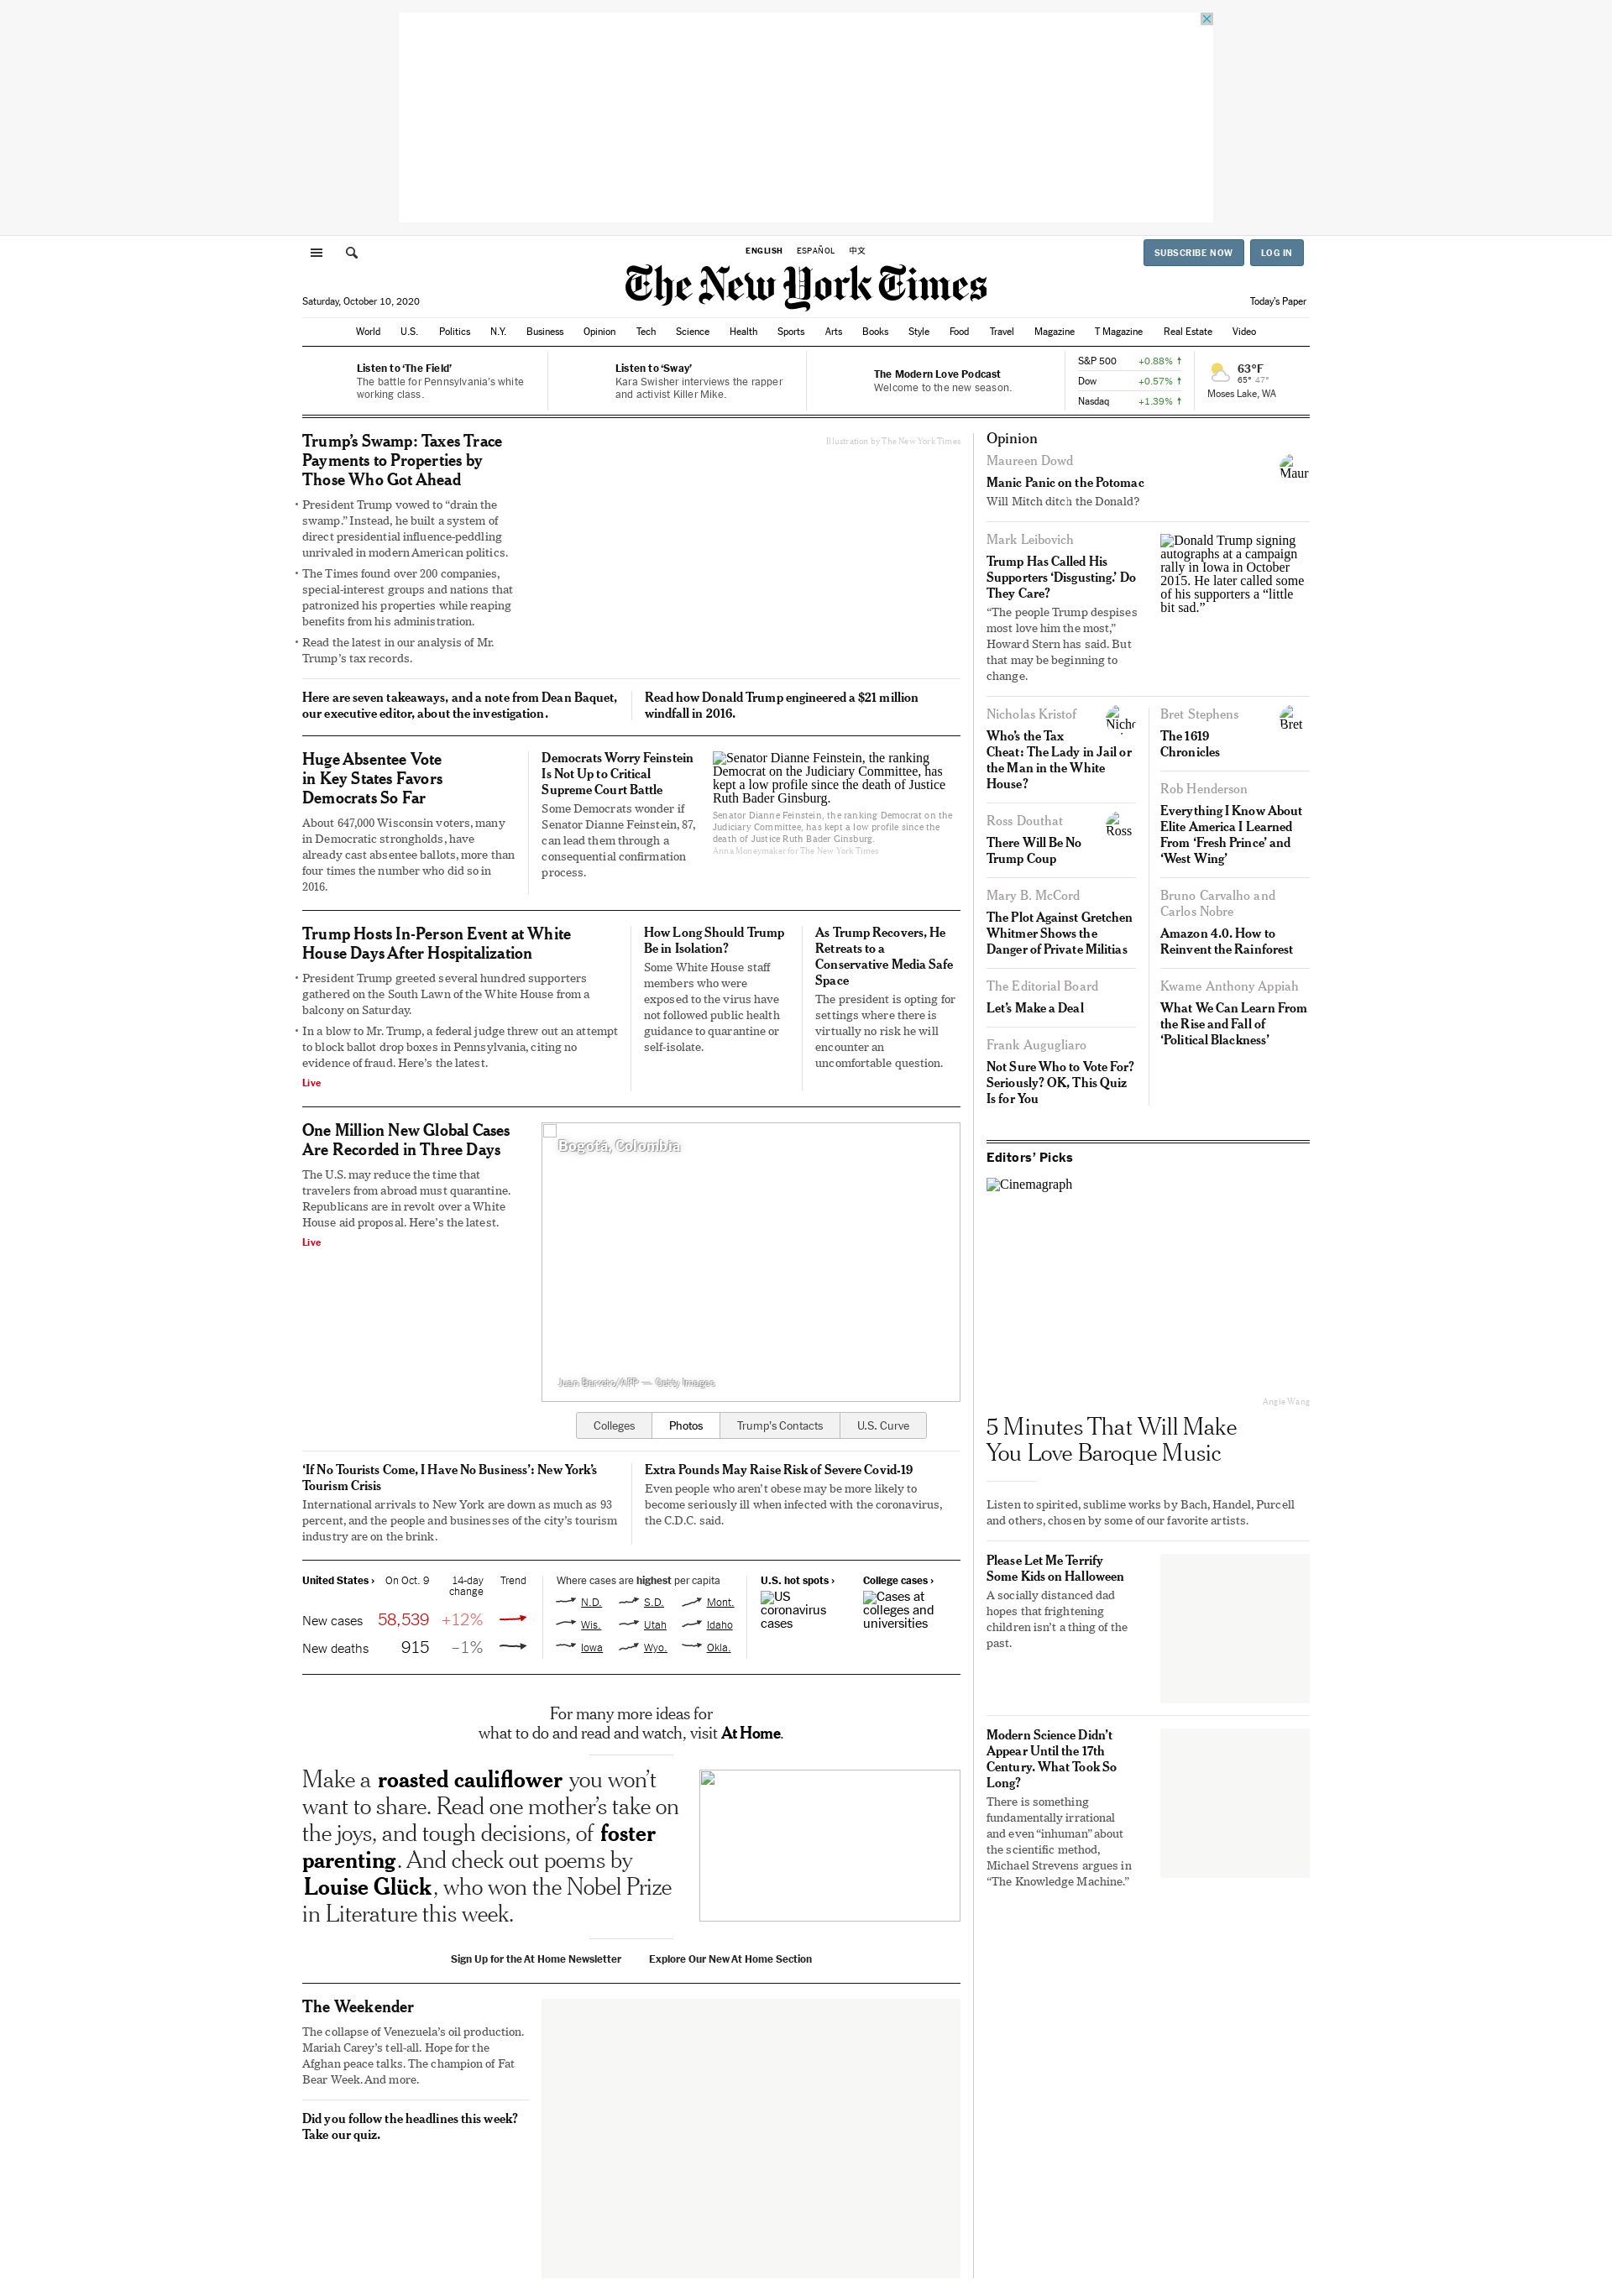 ENGLISH ESPAÑOL 中文
SUBSCRIBE NOW LOG IN
The New York Times
Saturday, October 10, 2020
Today's Paper
World U.S. Politics N.Y. Business Opinion Tech Science Health Sports Arts Books Style Food Travel Magazine T Magazine Real Estate Video
Listen to ‘The Field’
The battle for Pennsylvania’s white
working class.
Listen to ‘Sway’
Kara Swisher interviews the rapper
and activist Killer Mike.
The Modern Love Podcast
Welcome to the new season.
S&P 500 +0.88%
Dow +0.57%
Nasdaq +1.39%
63°F
65° 47°
Moses Lake, WA
Trump’s Swamp: Taxes Trace
Payments to Properties by
Those Who Got Ahead
• President Trump vowed to “drain the
swamp.” Instead, he built a system of
direct presidential influence-peddling
unrivaled in modern American politics.
• The Times found over 200 companies,
special-interest groups and nations that
patronized his properties while reaping
benefits from his administration.
• Read the latest in our analysis of Mr.
Trump’s tax records.
Illustration by The New York Times
Here are seven takeaways, and a note from Dean Baquet,
our executive editor, about the investigation.
Read how Donald Trump engineered a $21 million
windfall in 2016.
Huge Absentee Vote
in Key States Favors
Democrats So Far
About 647,000 Wisconsin voters, many
in Democratic strongholds, have
already cast absentee ballots, more than
four times the number who did so in
2016.
Democrats Worry Feinstein
Is Not Up to Critical
Supreme Court Battle
Some Democrats wonder if
Senator Dianne Feinstein, 87,
can lead them through a
consequential confirmation
process.
Senator Dianne Feinstein, the ranking
Democrat on the Judiciary Committee, has
kept a low profile since the death of Justice
Ruth Bader Ginsburg.
Senator Dianne Feinstein, the ranking Democrat on the
Judiciary Committee, has kept a low profile since the
death of Justice Ruth Bader Ginsburg.
Anna Moneymaker for The New York Times
Trump Hosts In-Person Event at White
House Days After Hospitalization
• President Trump greeted several hundred supporters
gathered on the South Lawn of the White House from a
balcony on Saturday.
• In a blow to Mr. Trump, a federal judge threw out an attempt
to block ballot drop boxes in Pennsylvania, citing no
evidence of fraud. Here’s the latest.
Live
How Long Should Trump
Be in Isolation?
Some White House staff
members who were
exposed to the virus have
not followed public health
guidance to quarantine or
self-isolate.
As Trump Recovers, He
Retreats to a
Conservative Media Safe
Space
The president is opting for
settings where there is
virtually no risk he will
encounter an
uncomfortable question.
One Million New Global Cases
Are Recorded in Three Days
The U.S. may reduce the time that
travelers from abroad must quarantine.
Republicans are in revolt over a White
House aid proposal. Here’s the latest.
Live
Bogotá, Colombia
Juan Barreto/AFP — Getty Images
Colleges Photos Trump's Contacts U.S. Curve
‘If No Tourists Come, I Have No Business’: New York’s
Tourism Crisis
International arrivals to New York are down as much as 93
percent, and the people and businesses of the city’s tourism
industry are on the brink.
Extra Pounds May Raise Risk of Severe Covid-19
Even people who aren’t obese may be more likely to
become seriously ill when infected with the coronavirus,
the C.D.C. said.
United States › On Oct. 9 14-day
change Trend
New cases 58,539 +12%
New deaths 915 –1%
Where cases are highest per capita
N.D. S.D. Mont.
Wis. Utah Idaho
Iowa Wyo. Okla.
U.S. hot spots ›
US
coronavirus
cases
College cases ›
Cases at
colleges and
universities
For many more ideas for
what to do and read and watch, visit At Home.
Make a roasted cauliflower you won’t
want to share. Read one mother’s take on
the joys, and tough decisions, of foster
parenting. And check out poems by
Louise Glück, who won the Nobel Prize
in Literature this week.
Sign Up for the At Home Newsletter Explore Our New At Home Section
The Weekender
The collapse of Venezuela’s oil production.
Mariah Carey’s tell-all. Hope for the
Afghan peace talks. The champion of Fat
Bear Week. And more.
Did you follow the headlines this week?
Take our quiz.
Opinion
Maureen Dowd
Manic Panic on the Potomac
Will Mitch ditch the Donald?
Maur
Mark Leibovich
Trump Has Called His
Supporters ‘Disgusting.’ Do
They Care?
“The people Trump despises
most love him the most,”
Howard Stern has said. But
that may be beginning to
change.
Donald Trump signing
autographs at a campaign
rally in Iowa in October
2015. He later called some
of his supporters a “little
bit sad.”
Nicholas Kristof
Who’s the Tax
Cheat: The Lady in Jail or
the Man in the White
House?
Nicho
Ross Douthat
There Will Be No
Trump Coup
Ross
Mary B. McCord
The Plot Against Gretchen
Whitmer Shows the
Danger of Private Militias
The Editorial Board
Let’s Make a Deal
Frank Augugliaro
Not Sure Who to Vote For?
Seriously? OK, This Quiz
Is for You
Bret Stephens
The 1619
Chronicles
Bret
Rob Henderson
Everything I Know About
Elite America I Learned
From ‘Fresh Prince’ and
‘West Wing’
Bruno Carvalho and
Carlos Nobre
Amazon 4.0. How to
Reinvent the Rainforest
Kwame Anthony Appiah
What We Can Learn From
the Rise and Fall of
‘Political Blackness’
Editors’ Picks
Cinemagraph
Angie Wang
5 Minutes That Will Make
You Love Baroque Music
Listen to spirited, sublime works by Bach, Handel, Purcell
and others, chosen by some of our favorite artists.
Please Let Me Terrify
Some Kids on Halloween
A socially distanced dad
hopes that frightening
children isn’t a thing of the
past.
Modern Science Didn’t
Appear Until the 17th
Century. What Took So
Long?
There is something
fundamentally irrational
and even “inhuman” about
the scientific method,
Michael Strevens argues in
“The Knowledge Machine.”